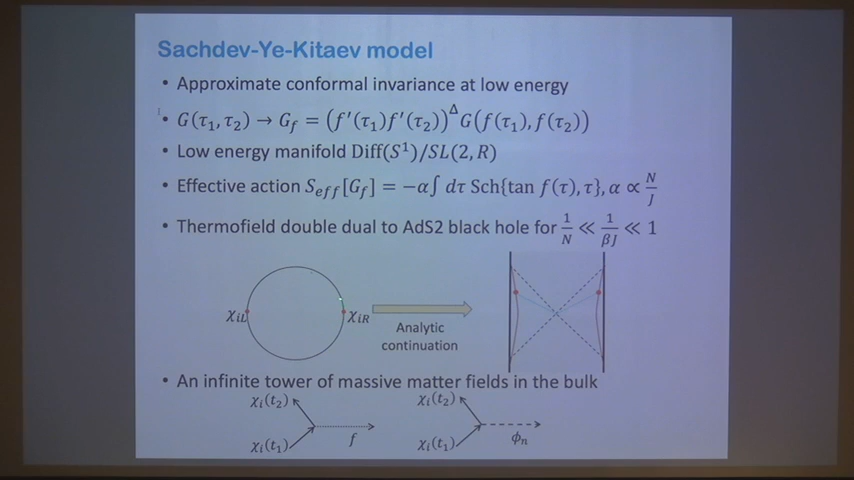 Sachdev-Ye-Kitaev model
• Approximate conformal invariance at low energy
• G(τ₁, τ₂) → G_f = (f′(τ₁)f′(τ₂))^Δ G(f(τ₁), f(τ₂))
• Low energy manifold Diff(S¹)/SL(2, R)
• Effective action S_eff[G_f] = −α∫ dτ Sch{tan f(τ), τ}, α ∝ N/J
• Thermofield double dual to AdS2 black hole for 1/N ≪ 1/βJ ≪ 1
χ_iL
χ_iR
Analytic
continuation
• An infinite tower of massive matter fields in the bulk
χ_i(t₂)
χ_i(t₂)
f
ϕ_n
χ_i(t₁)
χ_i(t₁)